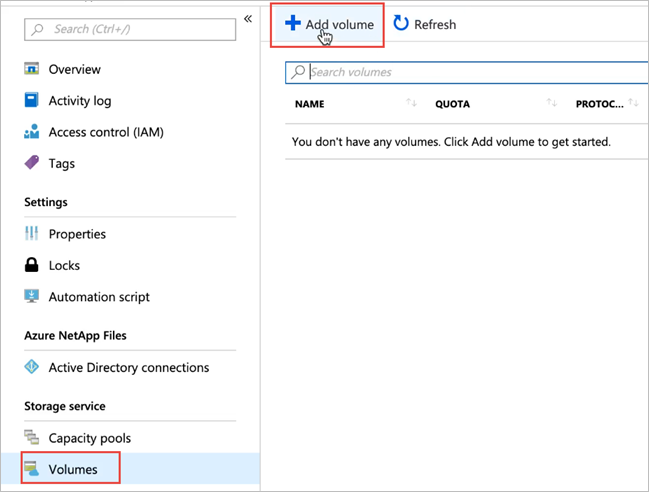 Search (Ctrl+/)
«
Overview
Activity log
Access control (IAM)
Tags
Settings
Properties
Locks
Automation script
Azure NetApp Files
Active Directory connections
Storage service
Capacity pools
Volumes
Add volume
Refresh
Search volumes
NAME QUOTA PROTOC...
You don't have any volumes. Click Add volume to get started.